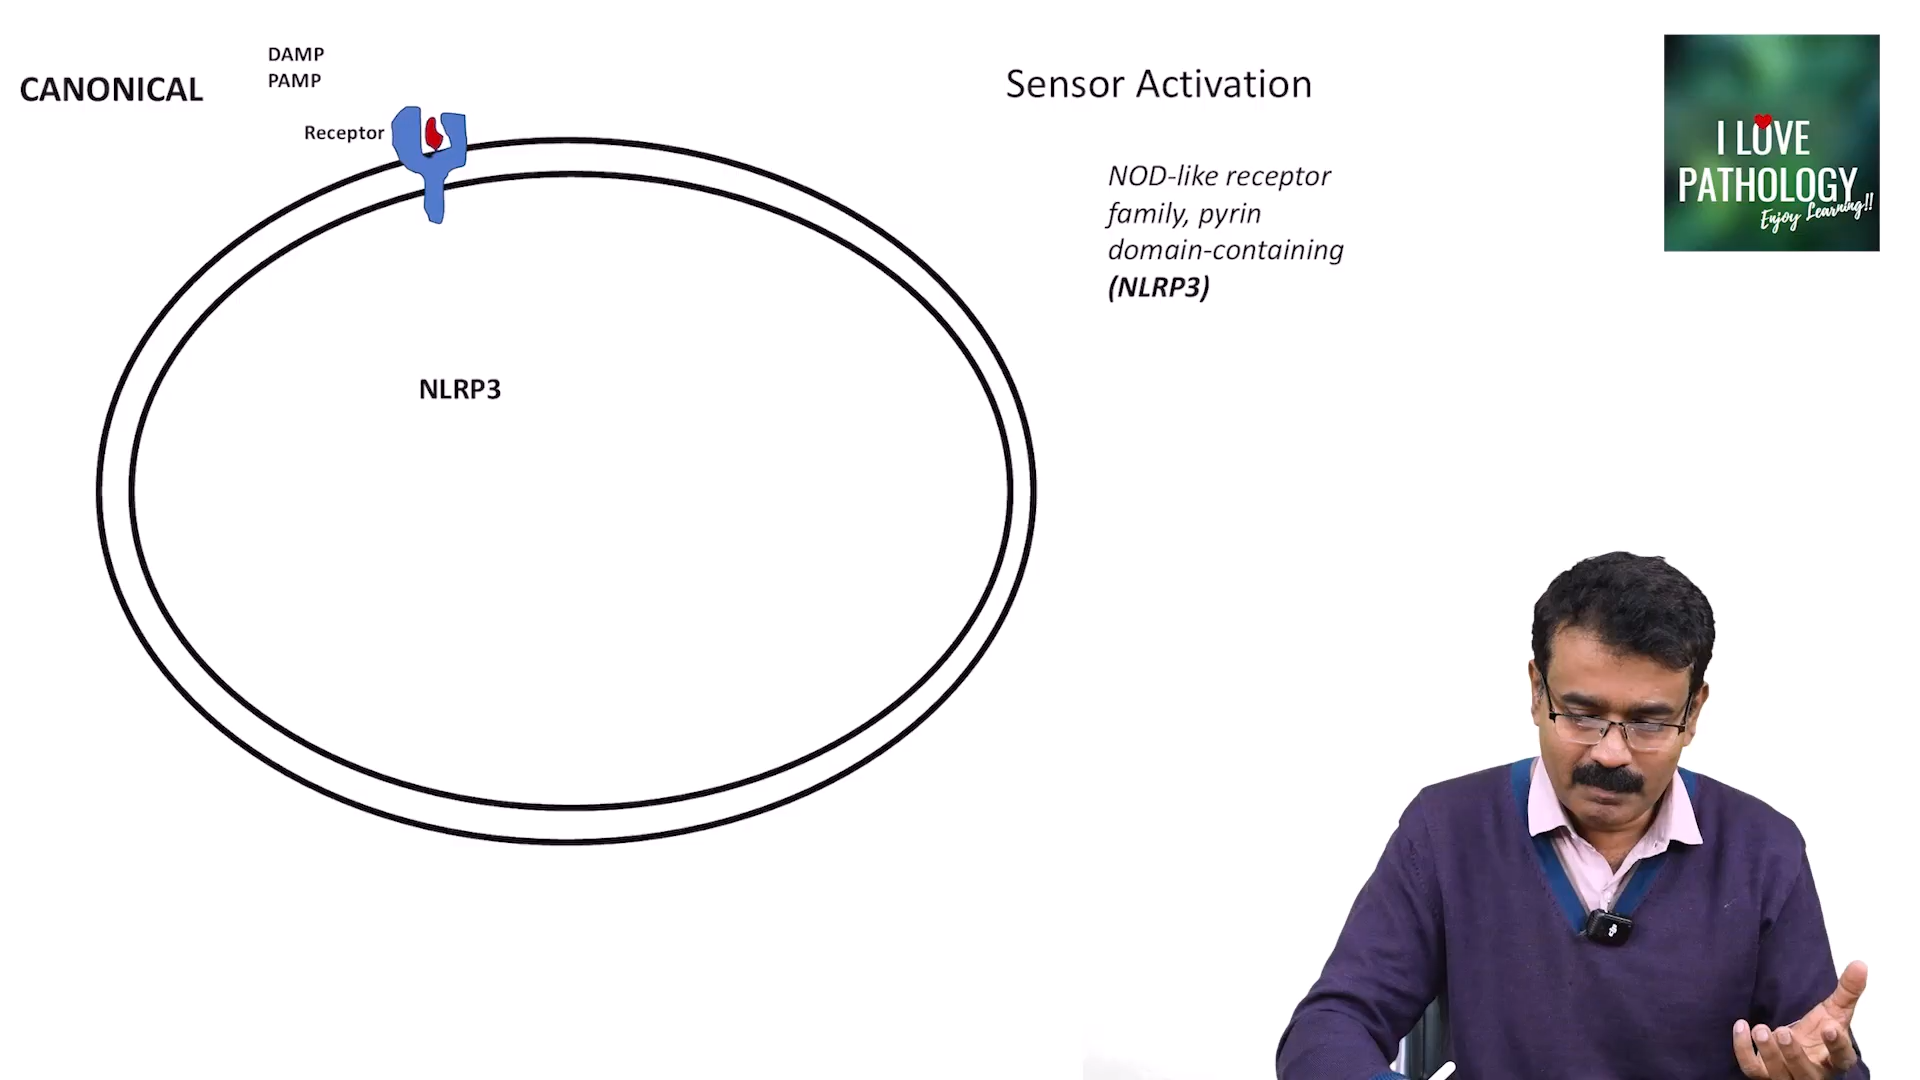 CANONICAL
DAMP
PAMP
Receptor
NLRP3
Sensor Activation
NOD-like receptor
family, pyrin
domain-containing
(NLRP3)
I LOVE
PATHOLOGY
Enjoy Learning!!